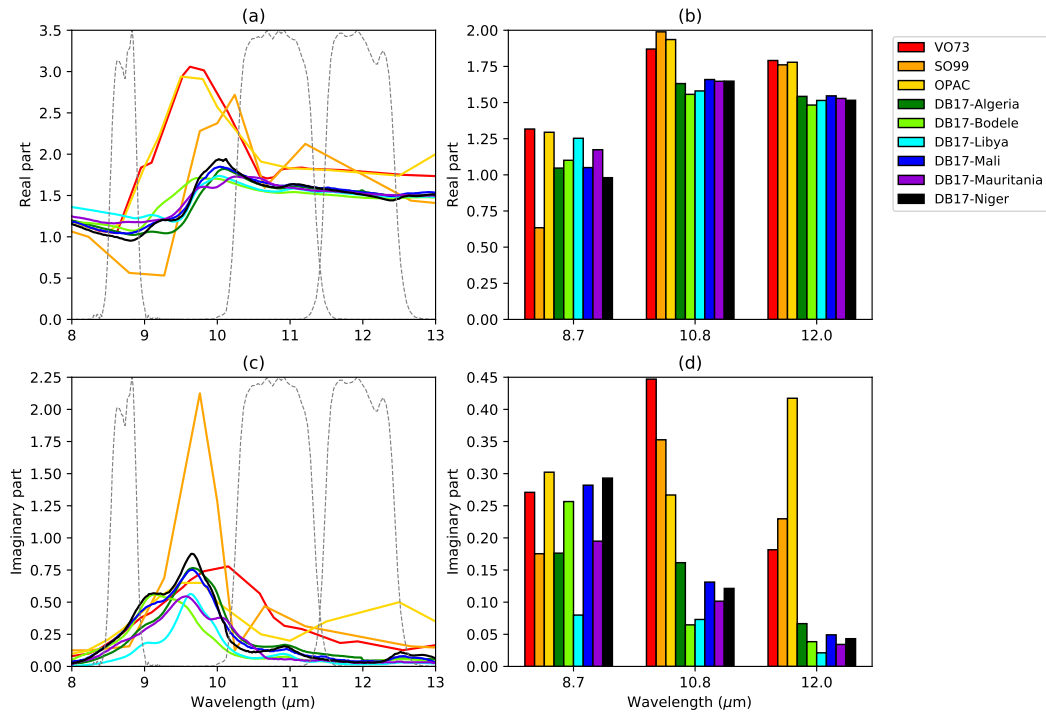 (a)
Real part
3.5
3.0
2.5
2.0
1.5
1.0
0.5
0.0
8 9 10 11 12 13
(b)
Real part
2.00
1.75
1.50
1.25
1.00
0.75
0.50
0.25
0.00
8.7 10.8 12.0
VO73
SO99
OPAC
DB17-Algeria
DB17-Bodele
DB17-Libya
DB17-Mali
DB17-Mauritania
DB17-Niger
(c)
Imaginary part
2.25
2.00
1.75
1.50
1.25
1.00
0.75
0.50
0.25
0.00
8 9 10 11 12 13
Wavelength (μm)
(d)
Imaginary part
0.45
0.40
0.35
0.30
0.25
0.20
0.15
0.10
0.05
0.00
8.7 10.8 12.0
Wavelength (μm)